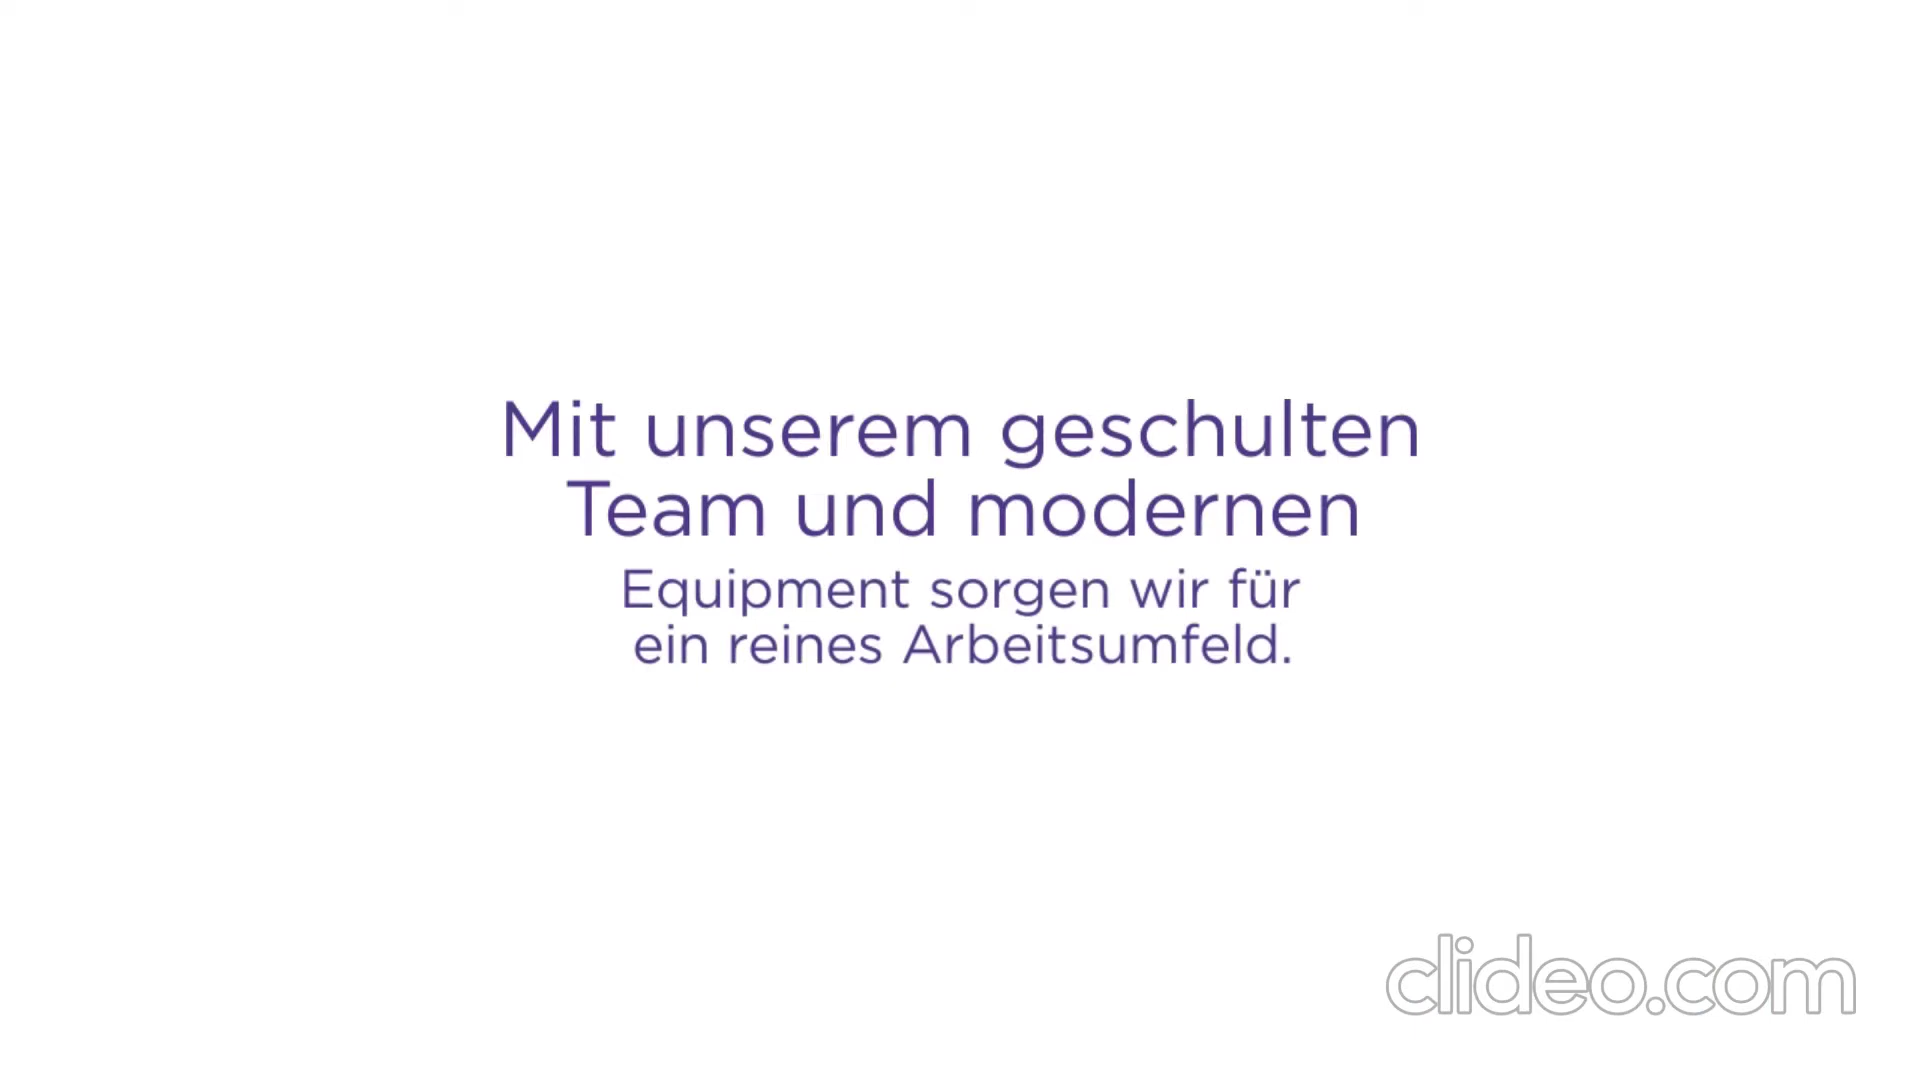 Mit unserem geschulten
Team und modernen
Equipment sorgen wir für
ein reines Arbeitsumfeld.
clideo.com